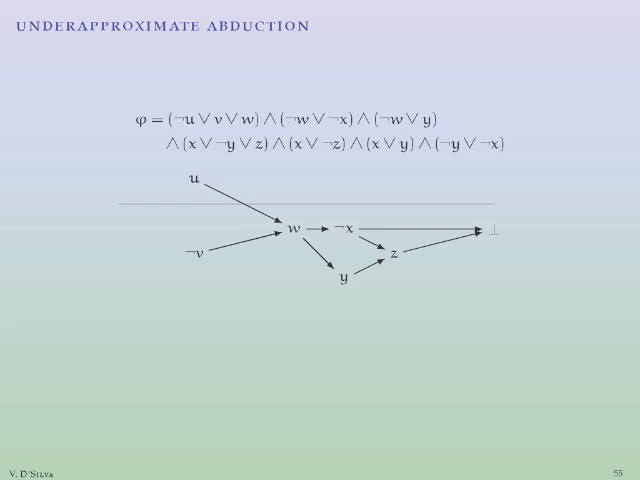 UNDERAPPROXIMATE ABDUCTION
φ = (¬u ∨ v ∨ w) ∧ (¬w ∨ ¬x) ∧ (¬w ∨ y)
∧ (x ∨ ¬y ∨ z) ∧ (x ∨ ¬z) ∧ (x ∨ y) ∧ (¬y ∨ ¬x)
u
w ¬x ⊥
¬v z
y
V. D'SILVA 55